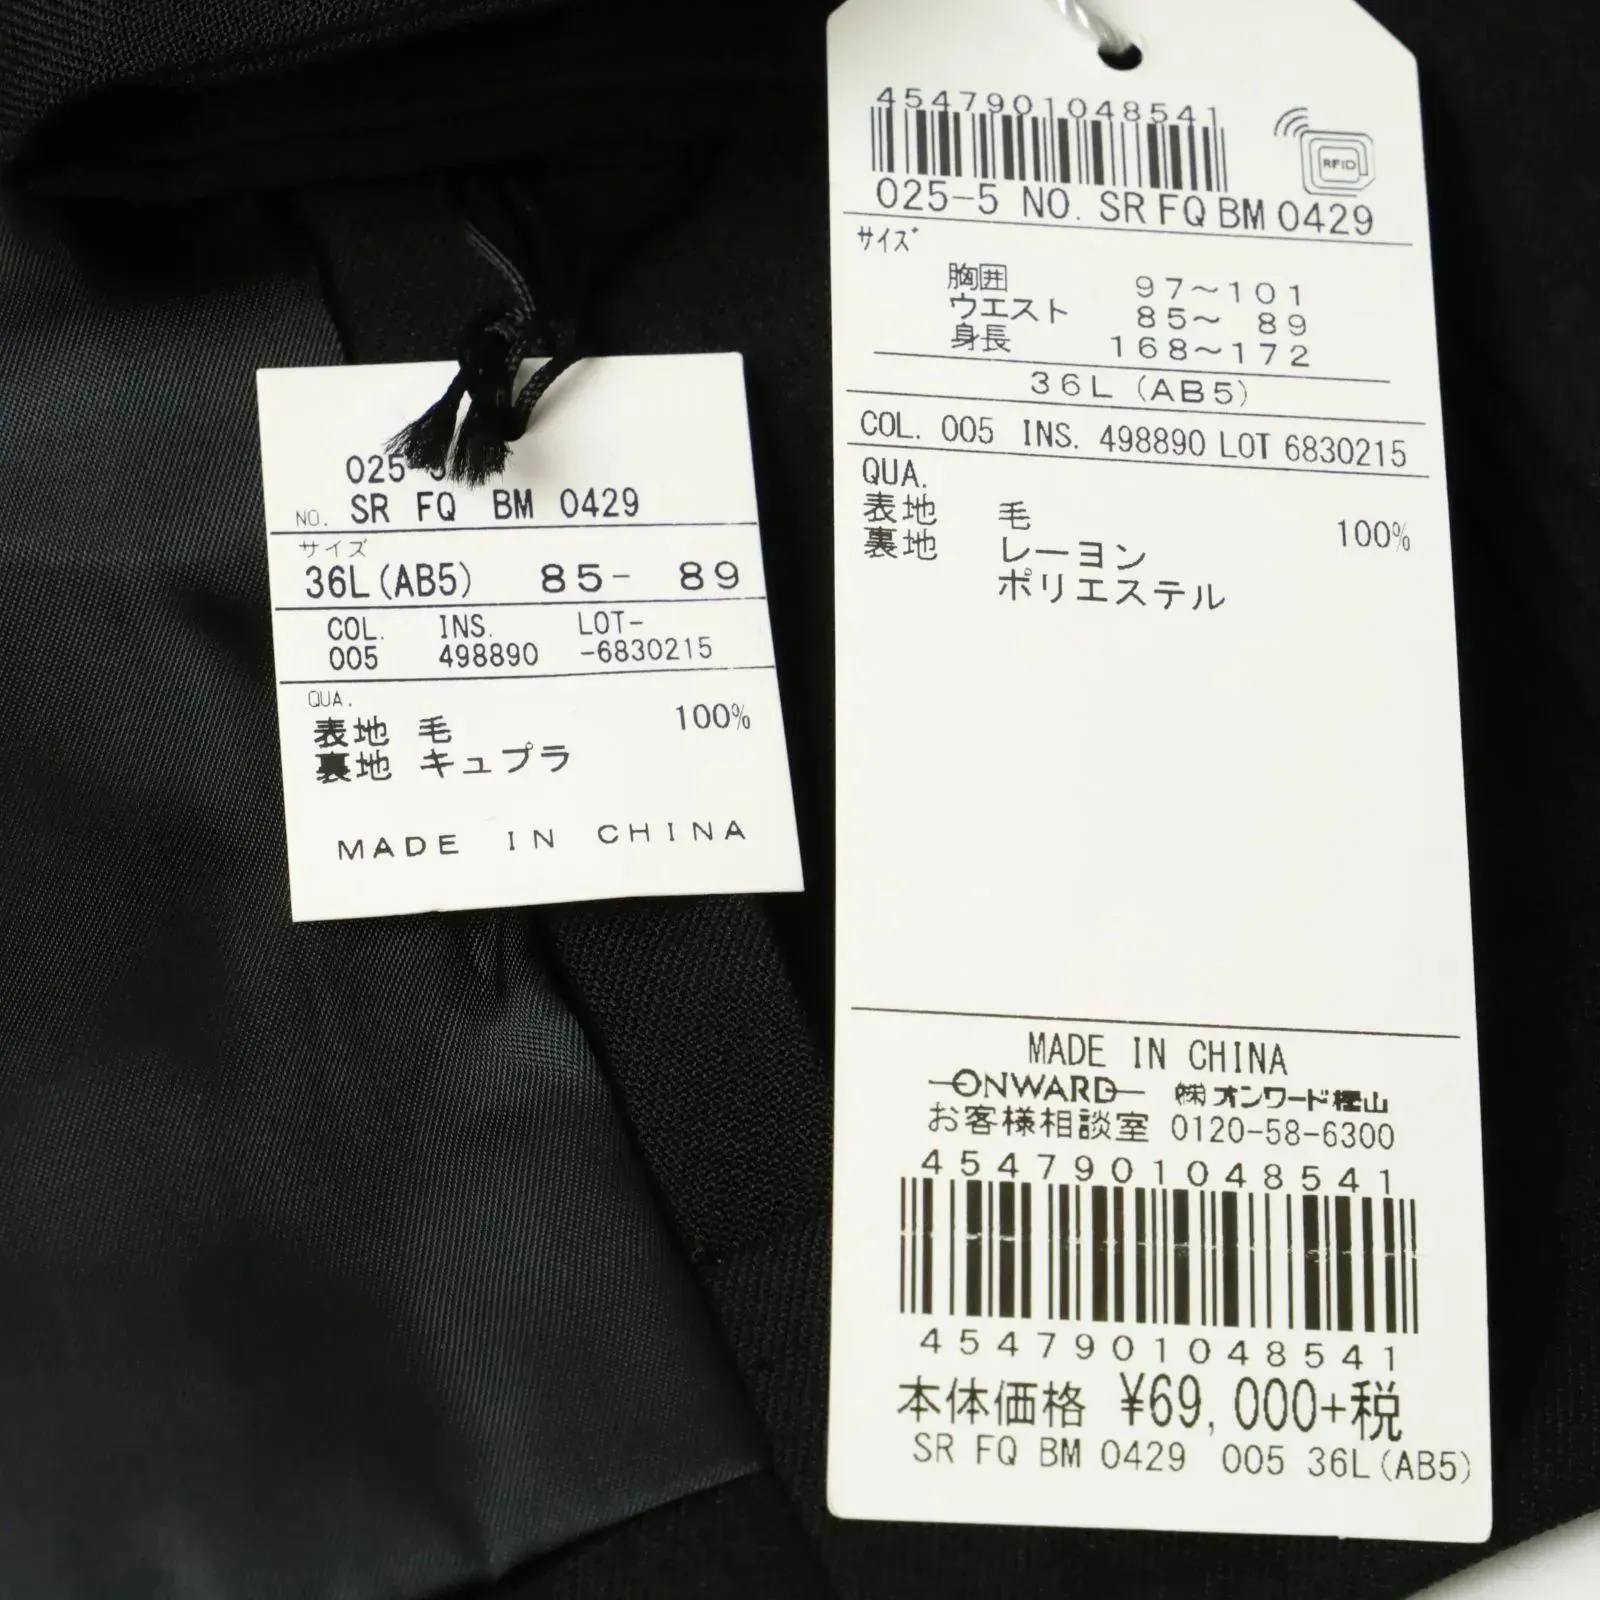 025-5
NO. SR FQ BM 0429
サイズ
36L(AB5) 85- 89
COL. INS. LOT-
005 498890 -6830215
QUA.
表地 毛 100%
裏地 キュプラ
MADE IN CHINA
4547901048541
RFID
025-5 NO. SR FQ BM 0429
サイズ
胸囲 97~101
ウエスト 85~ 89
身長 168~172
36L (AB5)
COL. 005 INS. 498890 LOT 6830215
QUA.
表地 毛 100%
裏地 レーヨン
ポリエステル
MADE IN CHINA
ONWARD ㈱オンワード樫山
お客様相談室 0120-58-6300
4547901048541
4547901048541
本体価格 ¥69,000+税
SR FQ BM 0429 005 36L(AB5)